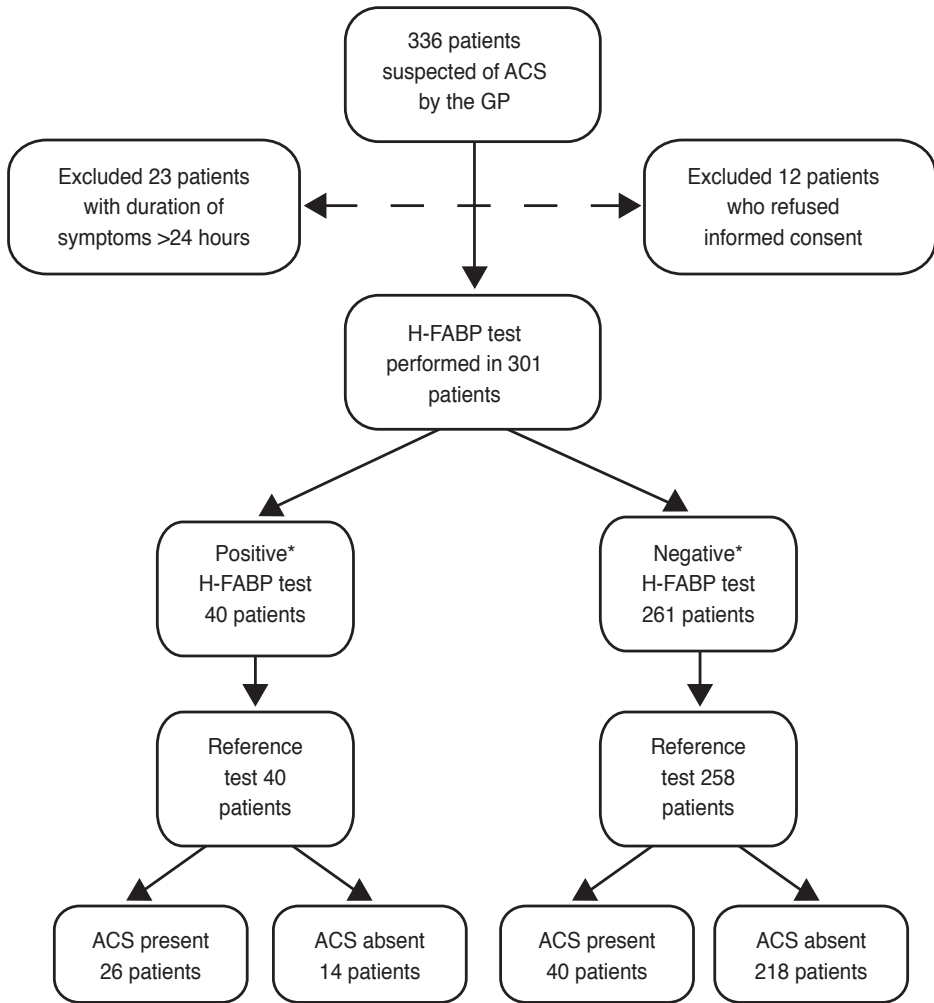 336 patients
suspected of ACS
by the GP
Excluded 23 patients
with duration of
symptoms >24 hours
Excluded 12 patients
who refused
informed consent
H-FABP test
performed in 301
patients
Positive*
H-FABP test
40 patients
Negative*
H-FABP test
261 patients
Reference
test 40
patients
Reference
test 258
patients
ACS present
26 patients
ACS absent
14 patients
ACS present
40 patients
ACS absent
218 patients